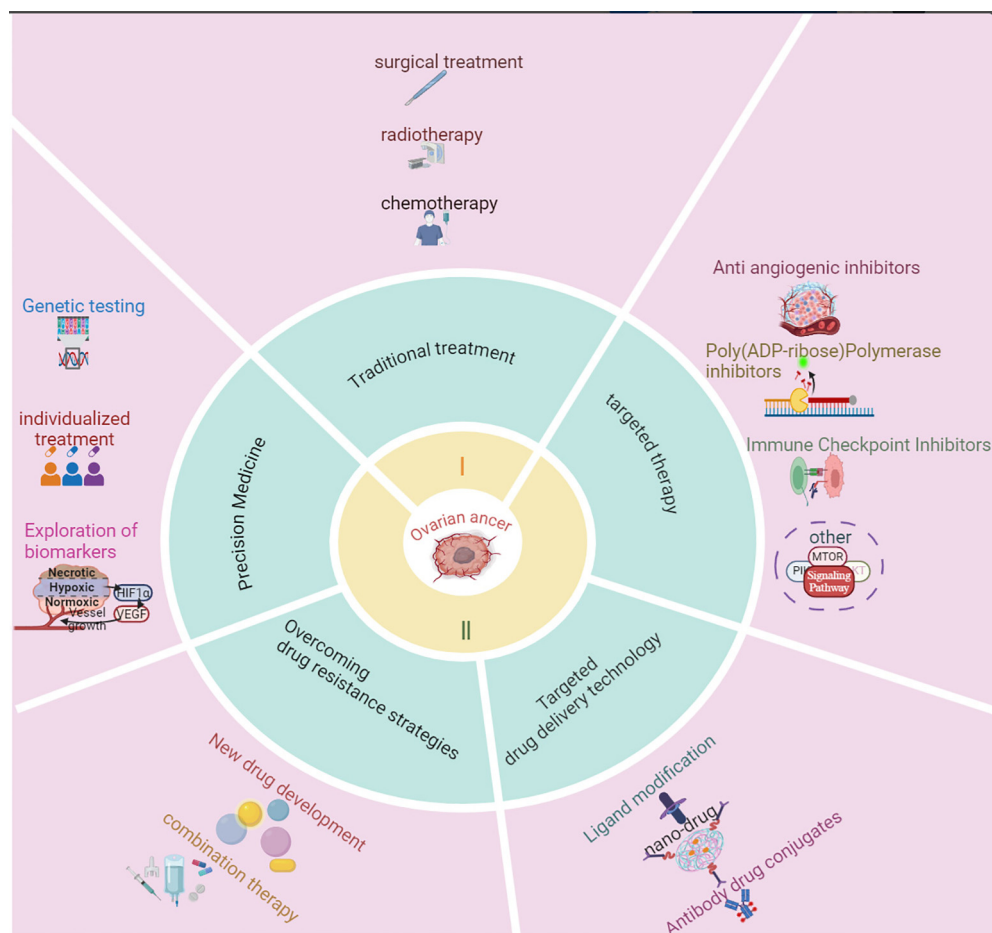 surgical treatment
radiotherapy
chemotherapy
Traditional treatment
I
Ovarian ancer
II
targeted therapy
Anti angiogenic inhibitors
Poly(ADP-ribose)Polymerase
inhibitors
Immune Checkpoint Inhibitors
other
MTOR
Signaling
Pathway
Targeted
drug delivery technology
Ligand modification
nano-drug
Antibody drug conjugates
Overcoming
drug resistance strategies
New drug development
combination therapy
Precision Medicine
Genetic testing
individualized
treatment
Exploration of
biomarkers
Necrotic
Hypoxic
HIF1α
Normoxic
Vessel
growth
VEGF